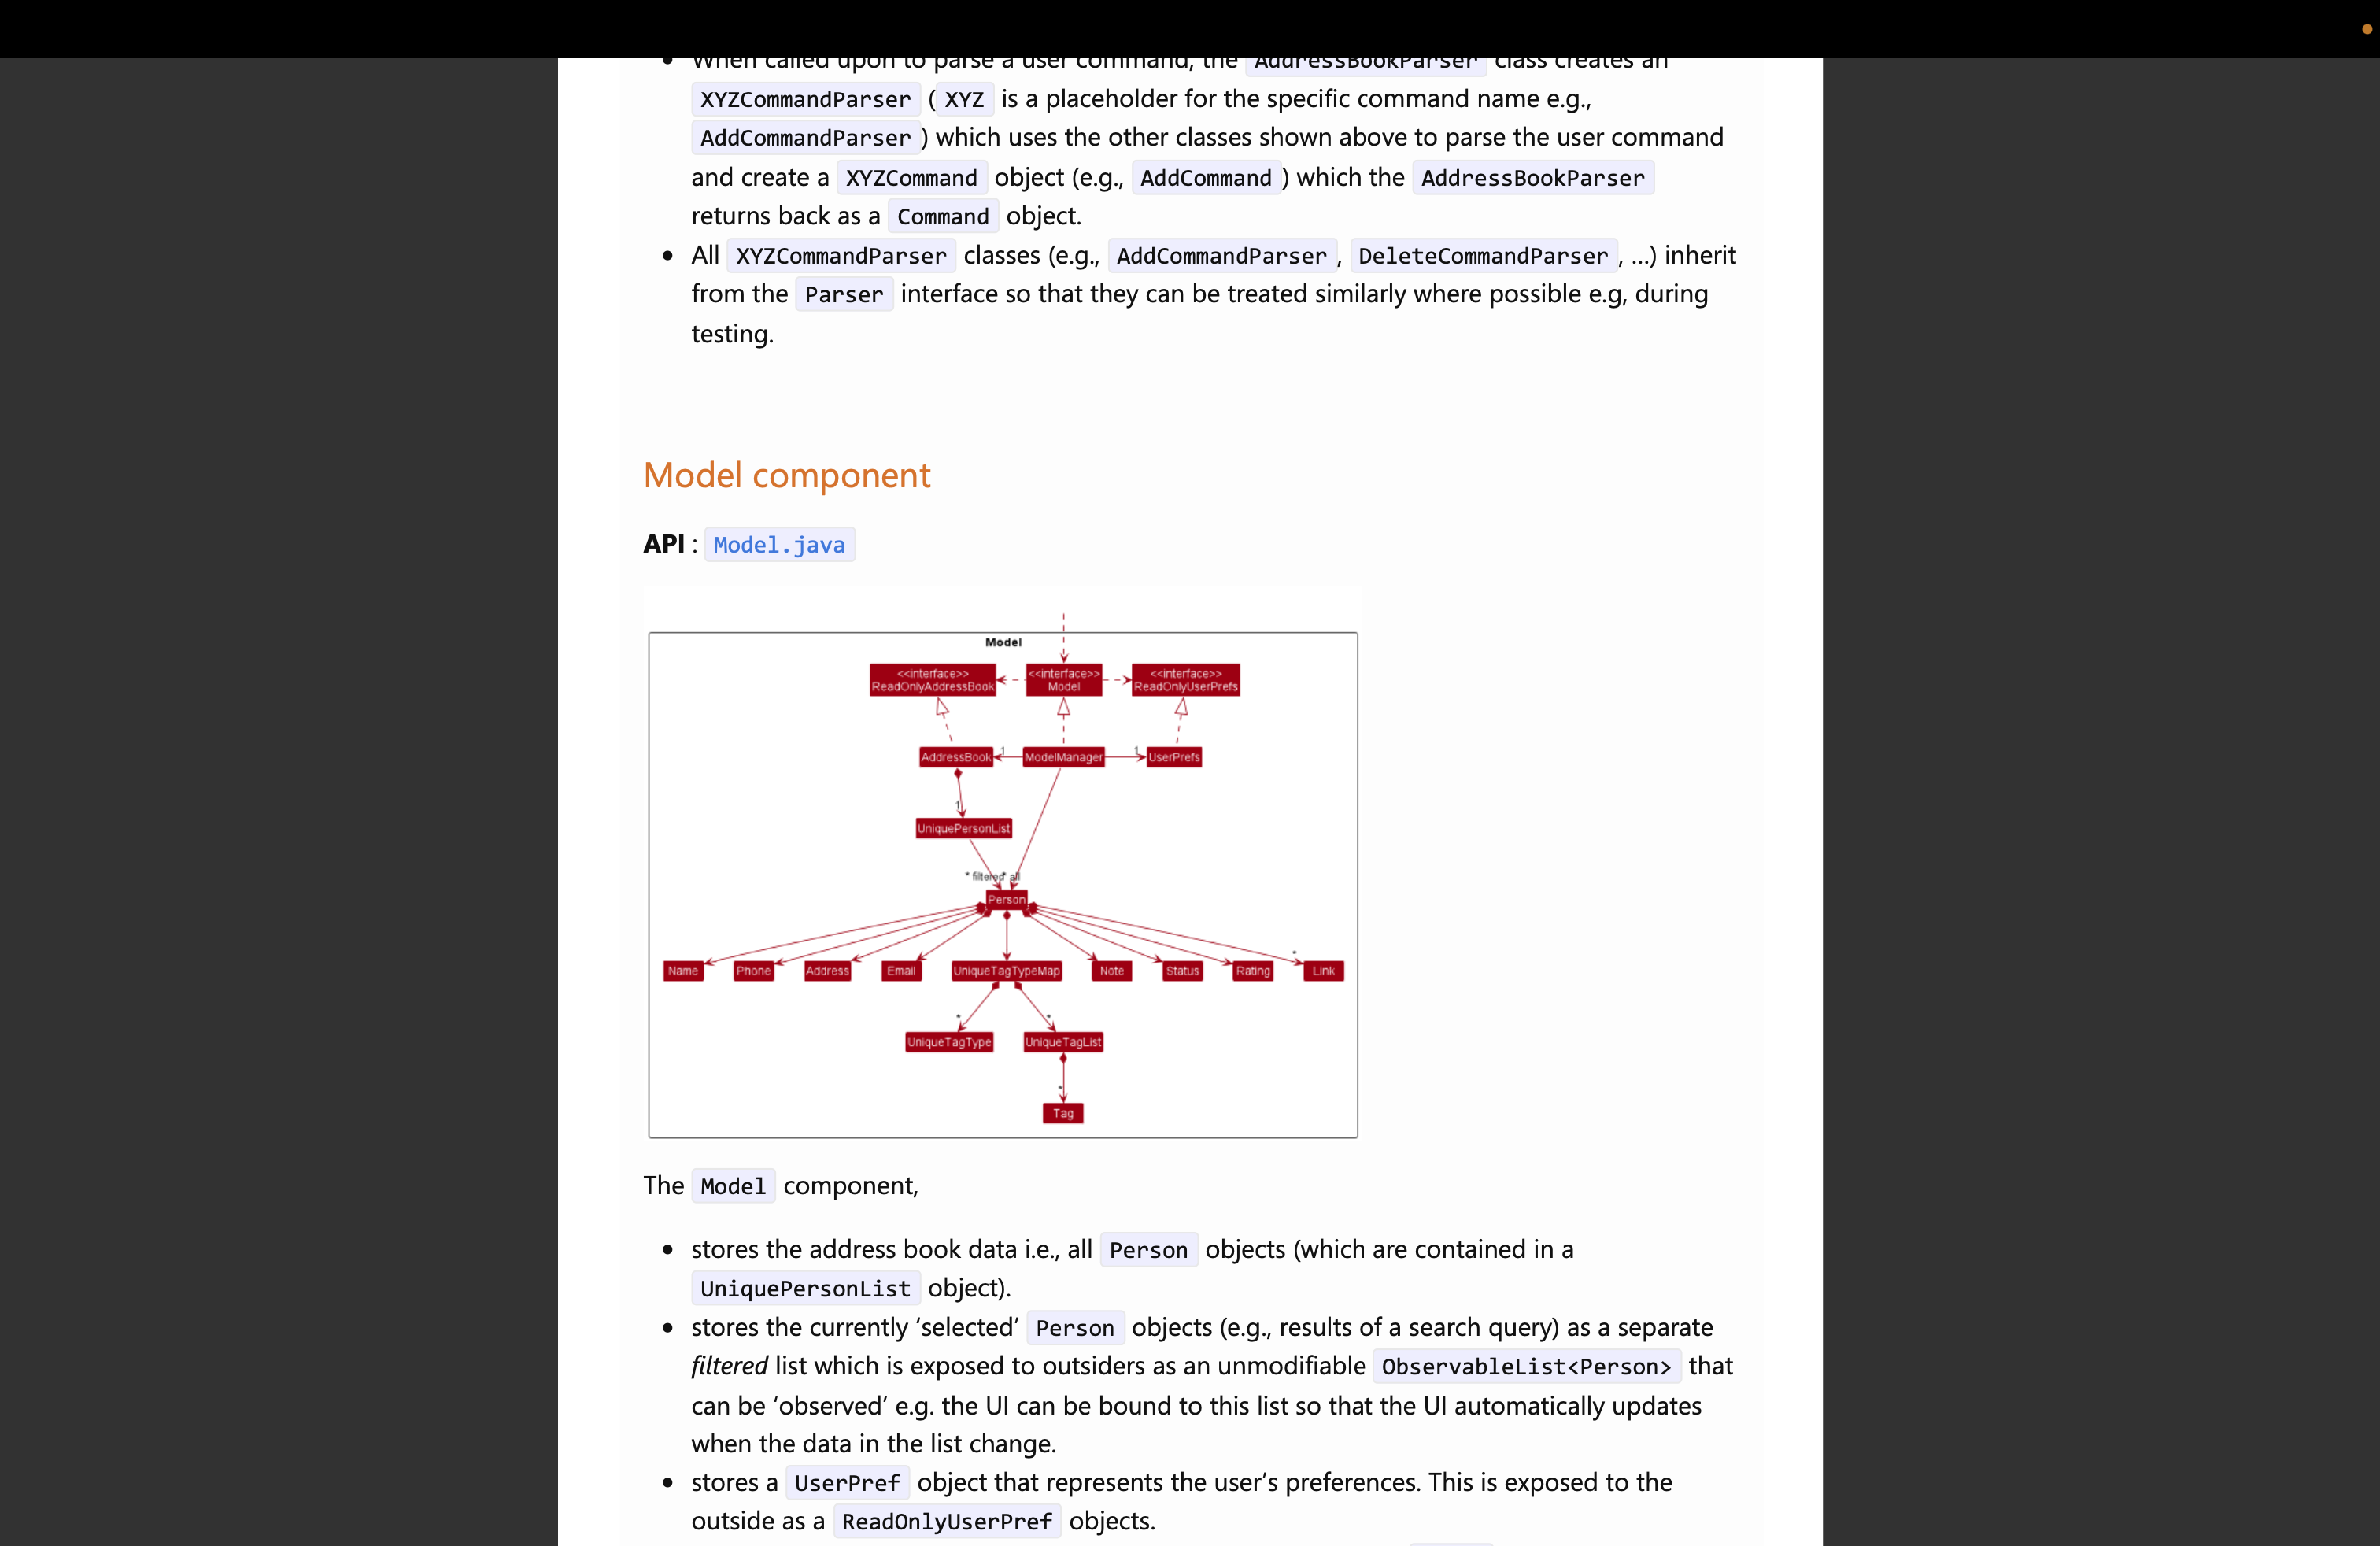 When called upon to parse a user command, the AddressBookParser class creates an
XYZCommandParser ( XYZ is a placeholder for the specific command name e.g.,
AddCommandParser ) which uses the other classes shown above to parse the user command
and create a XYZCommand object (e.g., AddCommand ) which the AddressBookParser
returns back as a Command object.
All XYZCommandParser classes (e.g., AddCommandParser , DeleteCommandParser , ...) inherit
from the Parser interface so that they can be treated similarly where possible e.g, during
testing.
Model component
API : Model.java
Model
<<interface>>
ReadOnlyAddressBook
<<interface>>
Model
<<interface>>
ReadOnlyUserPrefs
AddressBook
1
ModelManager
1
UserPrefs
1
UniquePersonList
* filtered
* all
Person
*
Name
Phone
Address
Email
UniqueTagTypeMap
Note
Status
Rating
Link
*
*
UniqueTagType
UniqueTagList
*
Tag
The Model component,
stores the address book data i.e., all Person objects (which are contained in a
UniquePersonList object).
stores the currently ‘selected’ Person objects (e.g., results of a search query) as a separate
filtered list which is exposed to outsiders as an unmodifiable ObservableList<Person> that
can be ‘observed’ e.g. the UI can be bound to this list so that the UI automatically updates
when the data in the list change.
stores a UserPref object that represents the user’s preferences. This is exposed to the
outside as a ReadOnlyUserPref objects.